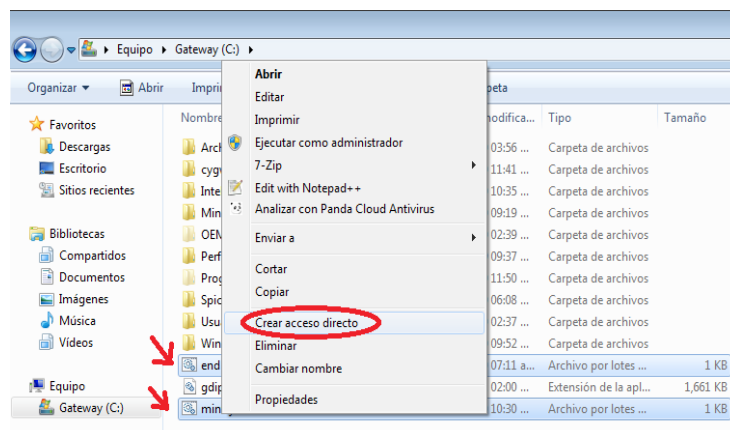 Equipo ▸ Gateway (C:) ▸
Organizar ▾ Abrir Impri peta
Abrir
Editar
Imprimir
Ejecutar como administrador
7-Zip
Edit with Notepad++
Analizar con Panda Cloud Antivirus
Enviar a
Cortar
Copiar
Crear acceso directo
Eliminar
Cambiar nombre
Propiedades
Favoritos
Descargas
Escritorio
Sitios recientes
Bibliotecas
Compartidos
Documentos
Imágenes
Música
Vídeos
Equipo
Gateway (C:)
Nombre modifica... Tipo Tamaño
Arch 03:56 ... Carpeta de archivos
cygw 11:41 ... Carpeta de archivos
Inte 10:35 ... Carpeta de archivos
Min 09:19 ... Carpeta de archivos
OEM 02:39 ... Carpeta de archivos
Perf 09:37 ... Carpeta de archivos
Prog 11:50 ... Carpeta de archivos
Spic 06:08 ... Carpeta de archivos
Usua 02:37 ... Carpeta de archivos
Win 09:52 ... Carpeta de archivos
end 07:11 a... Archivo por lotes ... 1 KB
gdip 02:00 ... Extensión de la apl... 1,661 KB
min 10:30 ... Archivo por lotes ... 1 KB